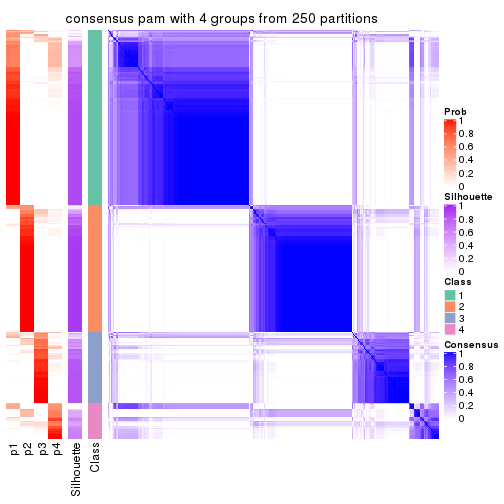 consensus pam with 4 groups from 250 partitions
Prob
1
0.8
0.6
0.4
0.2
0
Silhouette
1
0.8
0.6
0.4
0.2
0
Class
1
2
3
4
Consensus
1
0.8
0.6
0.4
0.2
0
p1
p2
p3
p4
Silhouette
Class